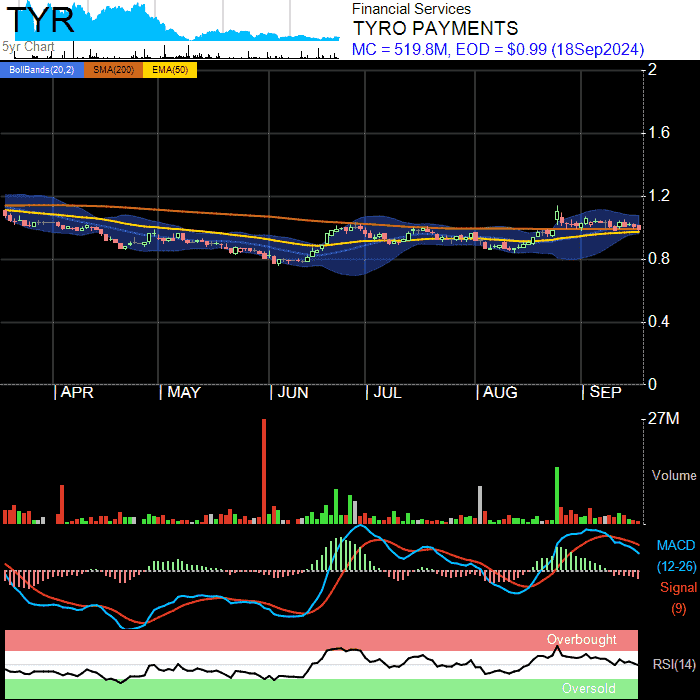 TYR
5yr Chart
Financial Services
TYRO PAYMENTS
MC = 519.8M, EOD = $0.99 (18Sep2024)
BollBands(20,2) SMA(200) EMA(50)
2
1.6
1.2
0.8
0.4
0
APR MAY JUN JUL AUG SEP
27M
Volume
MACD
(12-26)
Signal
(9)
Overbought
RSI(14)
Oversold